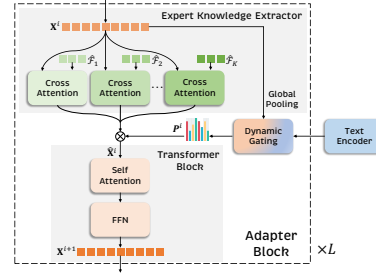 Expert Knowledge Extractor
X^i
F̂_1
F̂_2
F̂_K
Cross
Attention
Cross
Attention
...
Cross
Attention
Global
Pooling
P^i
Dynamic
Gating
Text
Encoder
⊗
X̂^i
Transformer
Block
Self
Attention
FFN
X^{i+1}
Adapter
Block
×L